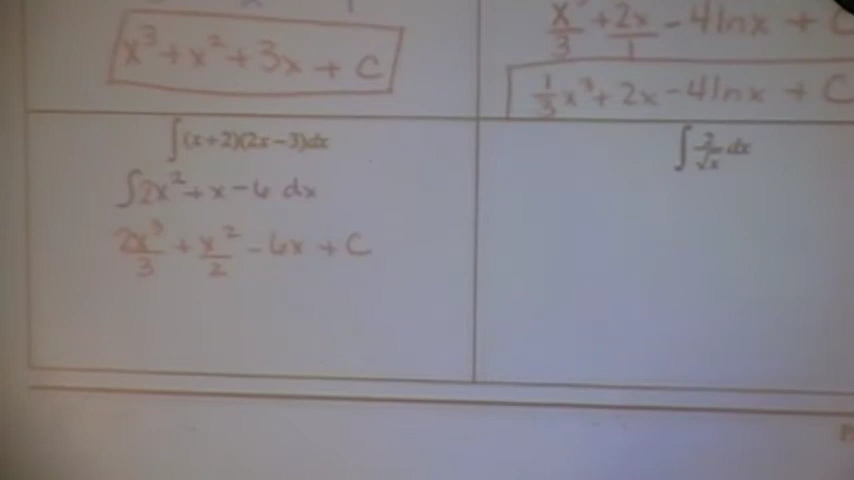 x³ + x² + 3x + C
x/3 + 2x/1 - 4lnx + C
1/3 x³ + 2x - 4lnx + C
∫(x+2)(2x-3)dx
∫2x² + x - 6 dx
2x³/3 + x²/2 - 6x + C
∫ 2/√x dx